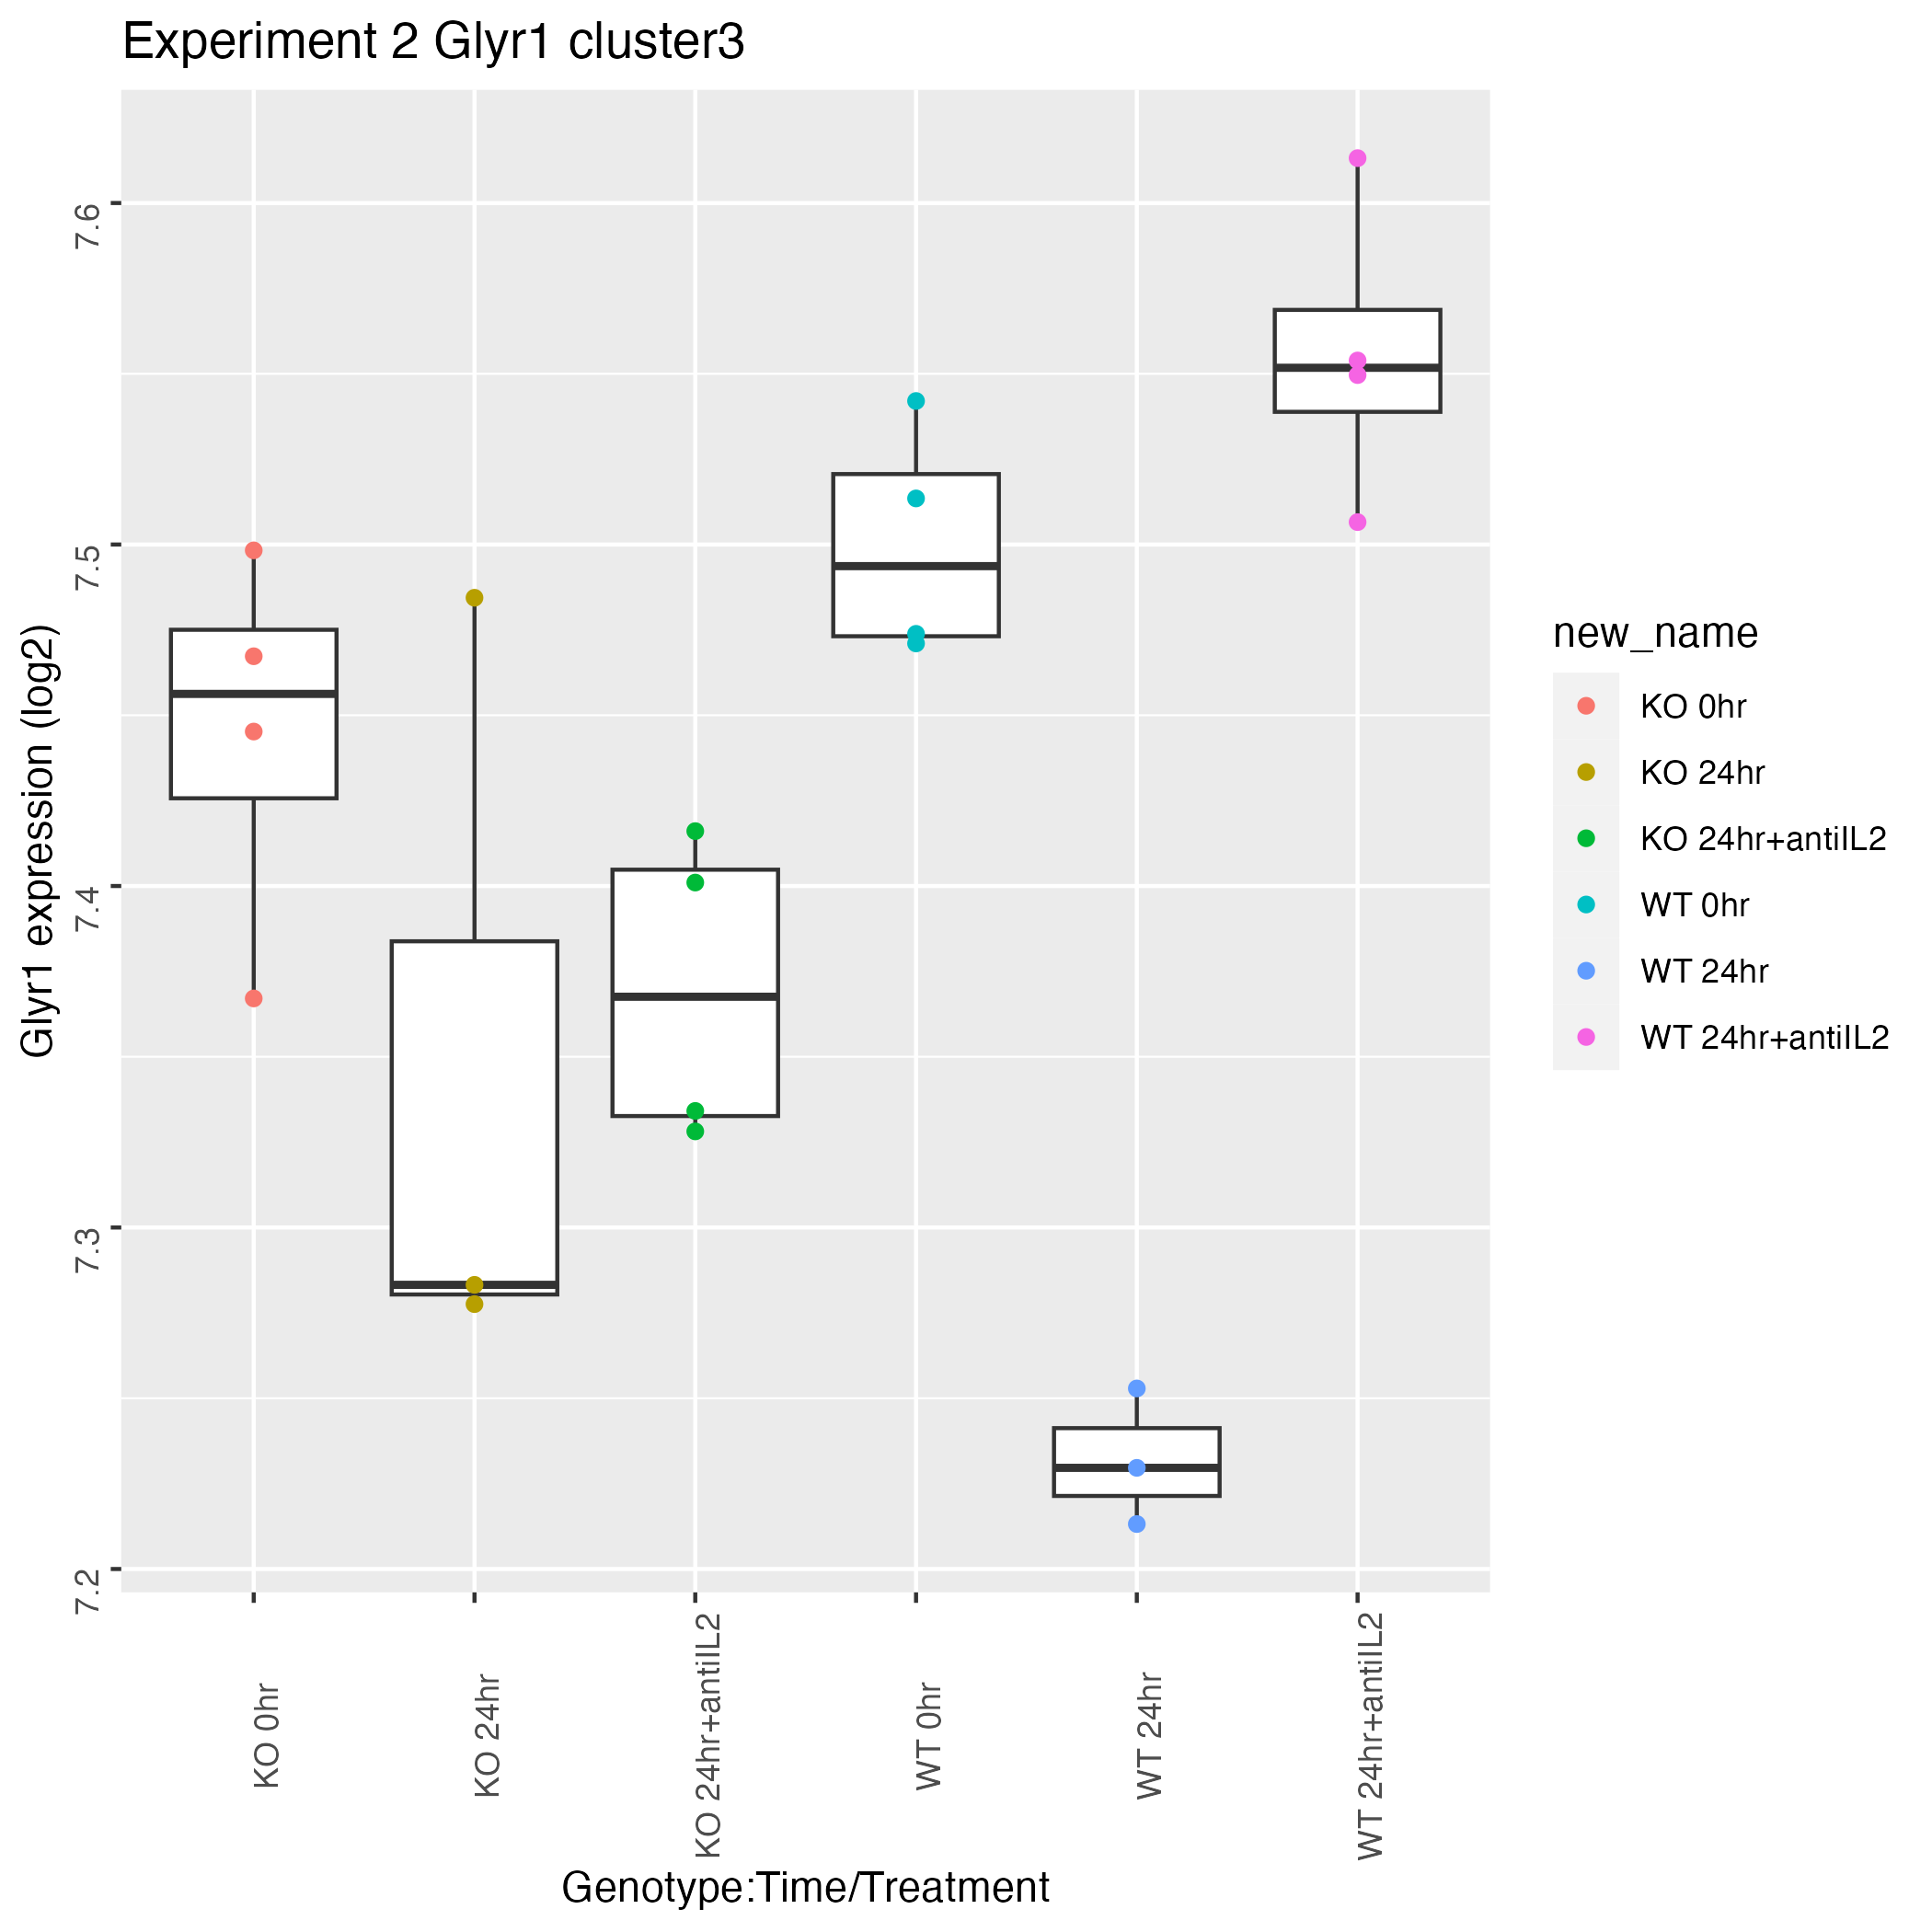 Experiment 2 Glyr1 cluster3
Glyr1 expression (log2)
7.6
7.5
7.4
7.3
7.2
KO 0hr
KO 24hr
KO 24hr+antiIL2
WT 0hr
WT 24hr
WT 24hr+antiIL2
Genotype:Time/Treatment
new_name
KO 0hr
KO 24hr
KO 24hr+antiIL2
WT 0hr
WT 24hr
WT 24hr+antiIL2